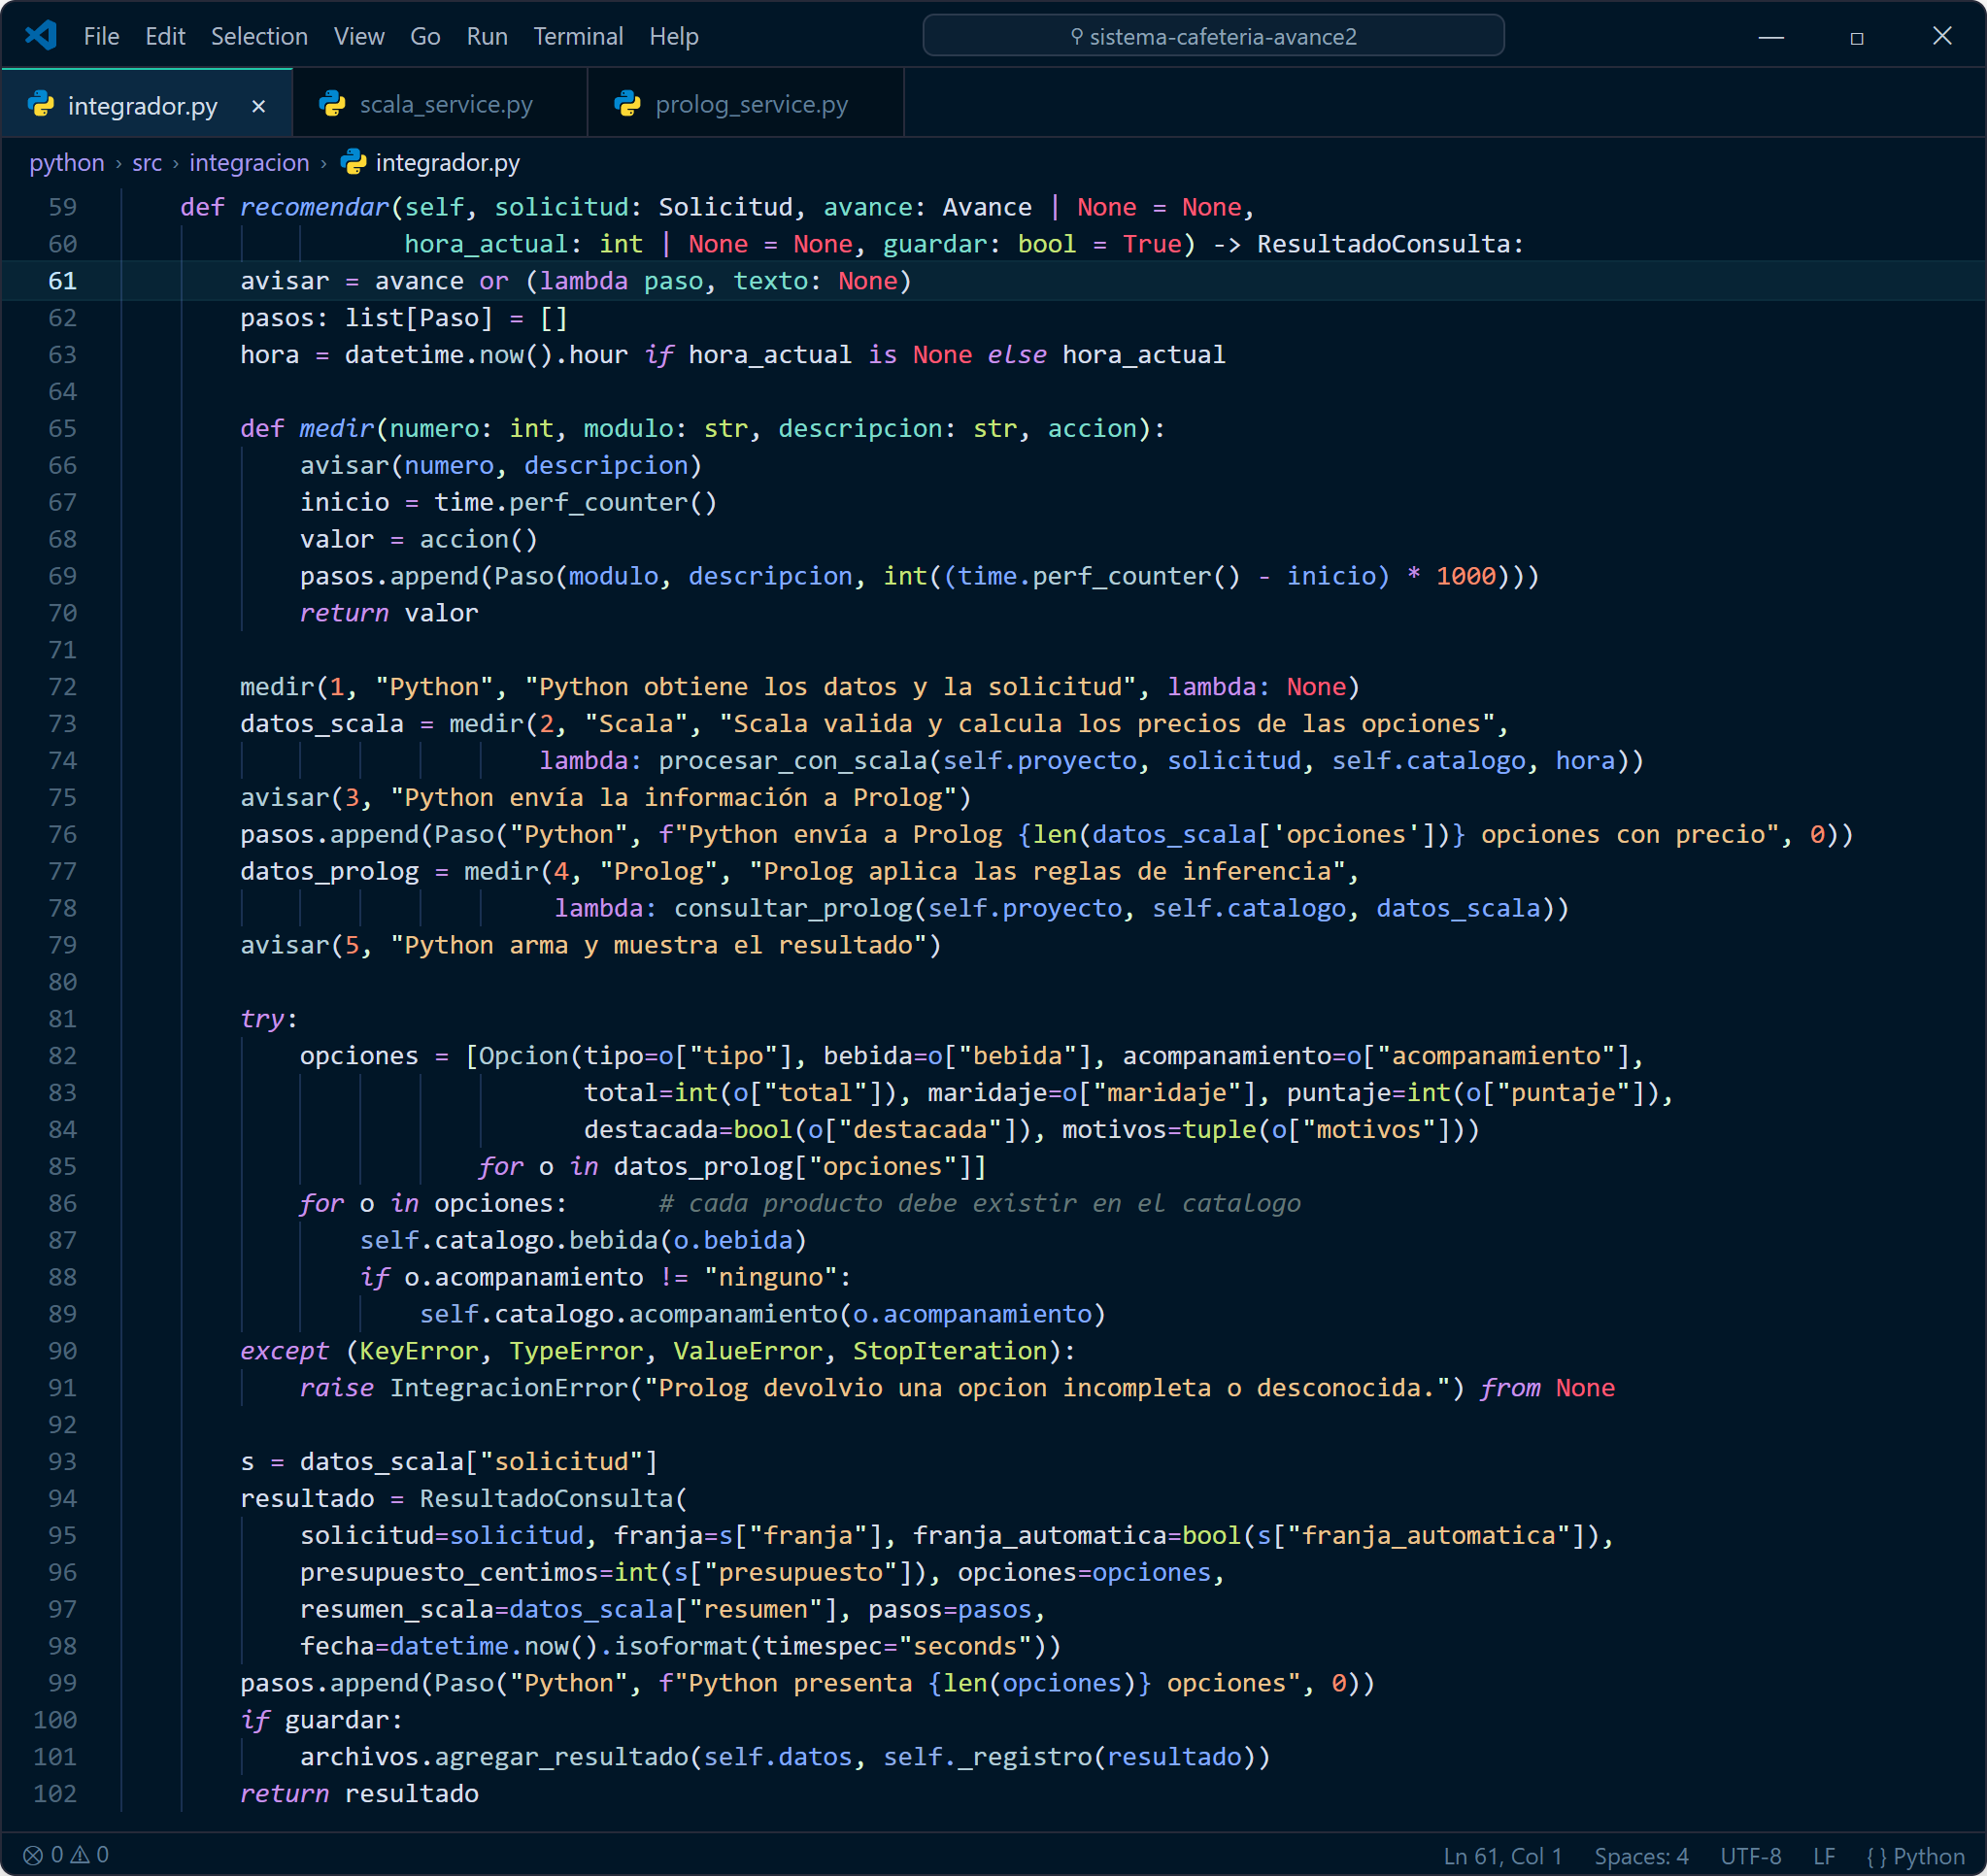 File Edit Selection View Go Run Terminal Help
sistema-cafeteria-avance2
integrador.py × scala_service.py prolog_service.py
python › src › integracion › integrador.py
59 def recomendar(self, solicitud: Solicitud, avance: Avance | None = None,
60 hora_actual: int | None = None, guardar: bool = True) -> ResultadoConsulta:
61 avisar = avance or (lambda paso, texto: None)
62 pasos: list[Paso] = []
63 hora = datetime.now().hour if hora_actual is None else hora_actual
64
65 def medir(numero: int, modulo: str, descripcion: str, accion):
66 avisar(numero, descripcion)
67 inicio = time.perf_counter()
68 valor = accion()
69 pasos.append(Paso(modulo, descripcion, int((time.perf_counter() - inicio) * 1000)))
70 return valor
71
72 medir(1, "Python", "Python obtiene los datos y la solicitud", lambda: None)
73 datos_scala = medir(2, "Scala", "Scala valida y calcula los precios de las opciones",
74 lambda: procesar_con_scala(self.proyecto, solicitud, self.catalogo, hora))
75 avisar(3, "Python envía la información a Prolog")
76 pasos.append(Paso("Python", f"Python envía a Prolog {len(datos_scala['opciones'])} opciones con precio", 0))
77 datos_prolog = medir(4, "Prolog", "Prolog aplica las reglas de inferencia",
78 lambda: consultar_prolog(self.proyecto, self.catalogo, datos_scala))
79 avisar(5, "Python arma y muestra el resultado")
80
81 try:
82 opciones = [Opcion(tipo=o["tipo"], bebida=o["bebida"], acompanamiento=o["acompanamiento"],
83 total=int(o["total"]), maridaje=o["maridaje"], puntaje=int(o["puntaje"]),
84 destacada=bool(o["destacada"]), motivos=tuple(o["motivos"]))
85 for o in datos_prolog["opciones"]]
86 for o in opciones: # cada producto debe existir en el catalogo
87 self.catalogo.bebida(o.bebida)
88 if o.acompanamiento != "ninguno":
89 self.catalogo.acompanamiento(o.acompanamiento)
90 except (KeyError, TypeError, ValueError, StopIteration):
91 raise IntegracionError("Prolog devolvio una opcion incompleta o desconocida.") from None
92
93 s = datos_scala["solicitud"]
94 resultado = ResultadoConsulta(
95 solicitud=solicitud, franja=s["franja"], franja_automatica=bool(s["franja_automatica"]),
96 presupuesto_centimos=int(s["presupuesto"]), opciones=opciones,
97 resumen_scala=datos_scala["resumen"], pasos=pasos,
98 fecha=datetime.now().isoformat(timespec="seconds"))
99 pasos.append(Paso("Python", f"Python presenta {len(opciones)} opciones", 0))
100 if guardar:
101 archivos.agregar_resultado(self.datos, self._registro(resultado))
102 return resultado
0 0 Ln 61, Col 1 Spaces: 4 UTF-8 LF { } Python